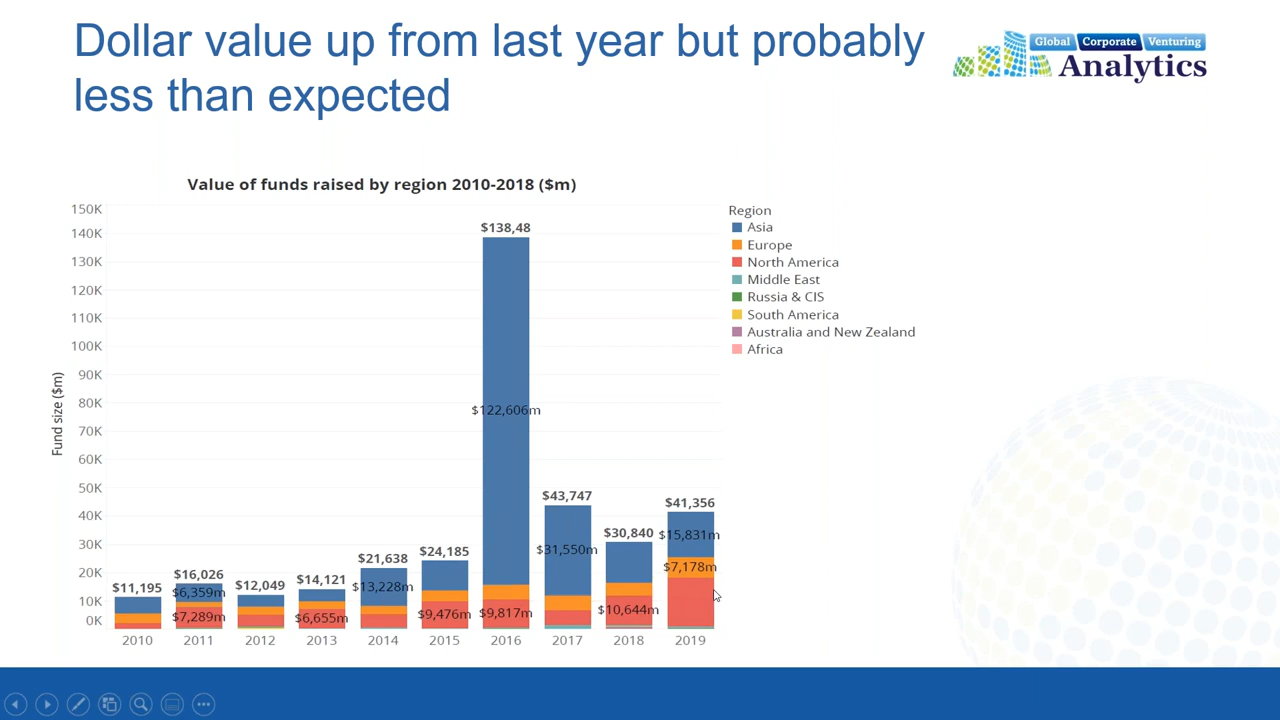 Dollar value up from last year but probably
less than expected
Global Corporate Venturing
Analytics
Value of funds raised by region 2010-2018 ($m)
Fund size ($m)
150K
140K
130K
120K
110K
100K
90K
80K
70K
60K
50K
40K
30K
20K
10K
0K
$11,195
$16,026
$6,359m
$7,289m
$12,049
$14,121
$6,655m
$21,638
$13,228m
$24,185
$9,476m
$138,48
$122,606m
$9,817m
$43,747
$31,550m
$30,840
$10,644m
$41,356
$15,831m
$7,178m
2010 2011 2012 2013 2014 2015 2016 2017 2018 2019
Region
Asia
Europe
North America
Middle East
Russia & CIS
South America
Australia and New Zealand
Africa